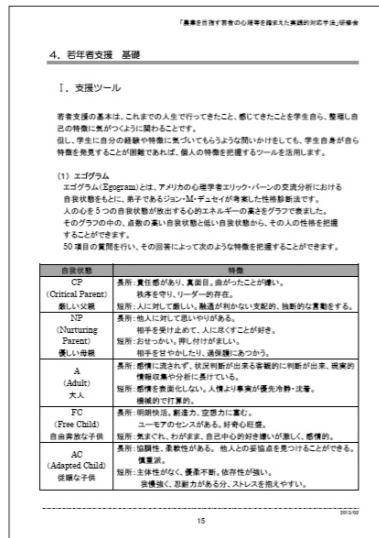 「農業を目指す若者の心理等を踏まえた実践的対応手法」研修会
4．若年者支援　基礎
Ⅰ．支援ツール
若者支援の基本は、これまでの人生で行ってきたこと、感じてきたことを学生自ら、整理し自
己の特徴に気がつくように関わることです。
但し、学生に自分の経験や特徴に気づいてもらうような問いかけをしても、学生自身が自ら
特徴を発見することが困難であれば、個人の特徴を把握するツールを活用します。
（1）エゴグラム
エゴグラム(Egogram)とは、アメリカの心理学者エリック・バーンの交流分析における
自我状態をもとに、弟子であるジョン・M・デュセイが考案した性格診断法です。
人の心を5つの自我状態が放出する心的エネルギーの高さをグラフで表ました。
そのグラフの中、点数の高い自我状態と低い自我状態から、その人の性格を把握
することができます。
50項目の質問を行い、その回答によって次のような特徴を把握することができます。
自我状態　特徴
CP
(Critical Parent)
厳しい父親
長所：責任感があり、真面目。曲がったことが嫌い。
秩序を守り、リーダー的存在。
短所：人に対して厳しい。融通が利かない支配的、独断的な言動をする。
NP
(Nurturing
Parent)
優しい母親
長所：他人に対して思いやりがある。
相手を受け止めて、人に尽くすことが好き。
短所：おせっかい。押し付けがましい。
相手を甘やかしたり、過保護にあつかう。
A
(Adult)
大人
長所：感情に流されず、状況判断が出来る客観的に判断が出来、現実的
情報収集や分析に長けている。
短所：感情を表面化しない。人情より事実が優先冷静・沈着。
機械的で打算的。
FC
(Free Child)
自由奔放な子供
長所：明朗快活。創造力、空想力に富む。
ユーモアのセンスがある。好奇心旺盛。
短所：気まぐれ、わがまま、自己中心的好き嫌いが激しく、感情的。
AC
(Adapted Child)
従順な子供
長所：協調性、柔軟性がある。他人との妥協点を見つけることができる。
慎重派。
短所：主体性がなく、優柔不断。依存性が強い。
我慢強く、忍耐力がある分、ストレスを抱えやすい。
2013/02
15